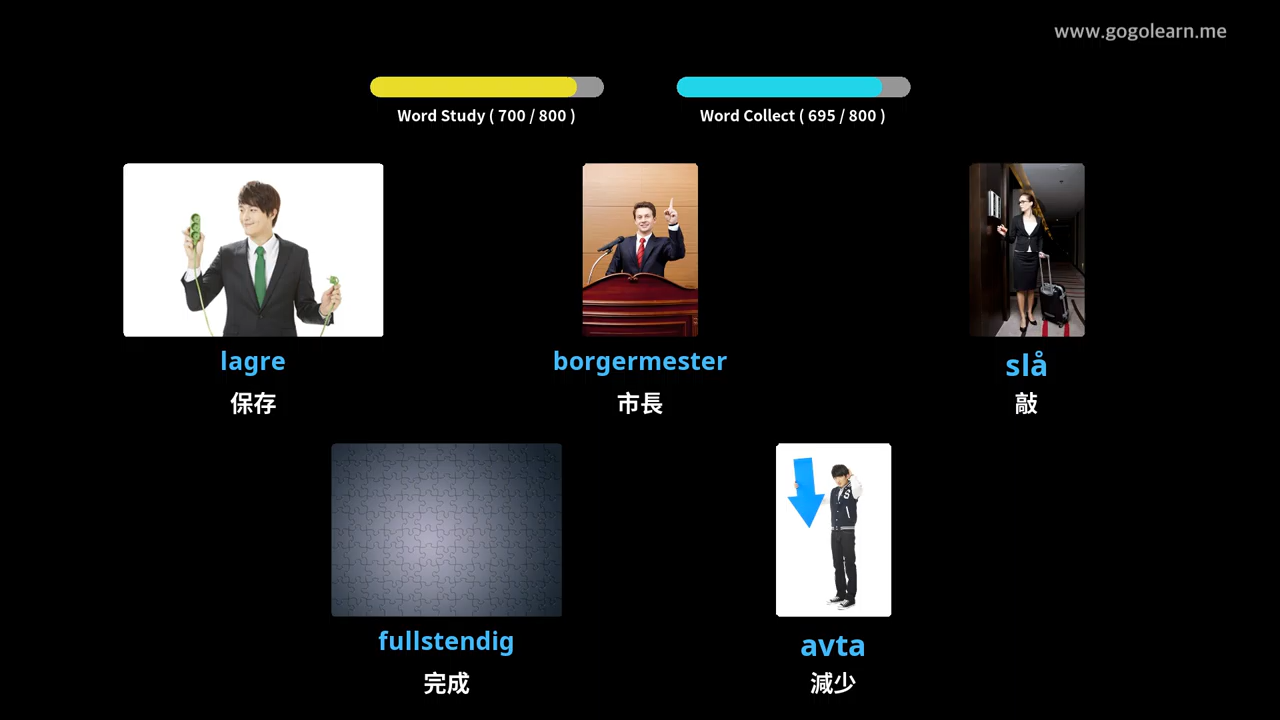 www.gogolearn.me
Word Study ( 700 / 800 )
Word Collect ( 695 / 800 )
lagre
保存
borgermester
市長
slå
敲
fullstendig
完成
avta
減少